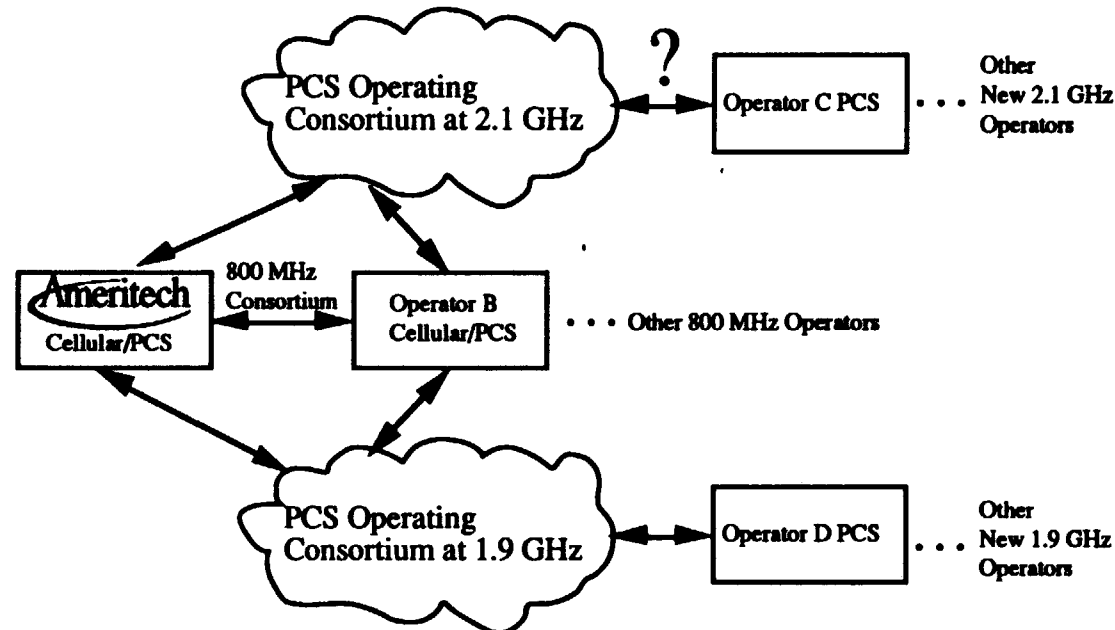 PCS Operating
Consortium at 2.1 GHz
?
Operator C PCS
. . .
Other
New 2.1 GHz
Operators
Ameritech
Cellular/PCS
800 MHz
Consortium
Operator B
Cellular/PCS
. . . Other 800 MHz Operators
PCS Operating
Consortium at 1.9 GHz
Operator D PCS
. . .
Other
New 1.9 GHz
Operators